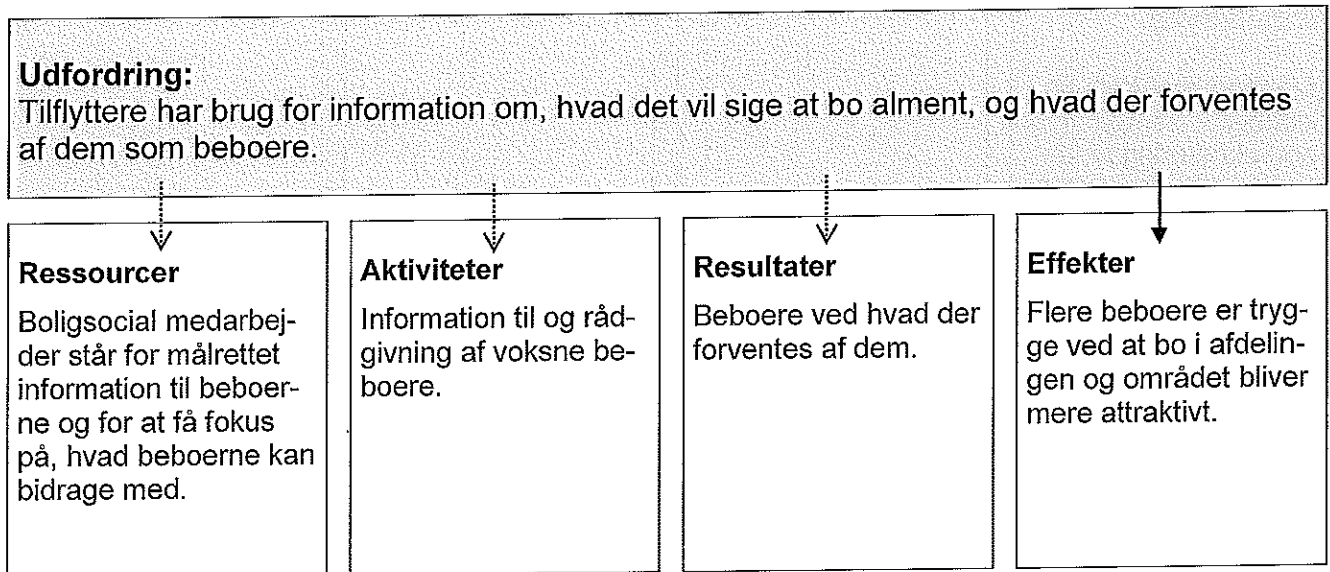 Udfordring:
Tilflyttere har brug for information om, hvad det vil sige at bo alment, og hvad der forventes
af dem som beboere.
Ressourcer
Boligsocial medarbej-
der står for målrettet
information til beboer-
ne og for at få fokus
på, hvad beboerne kan
bidrage med.
Aktiviteter
Information til og råd-
givning af voksne be-
boere.
Resultater
Beboere ved hvad der
forventes af dem.
Effekter
Flere beboere er tryg-
ge ved at bo i afdelin-
gen og området bliver
mere attraktivt.